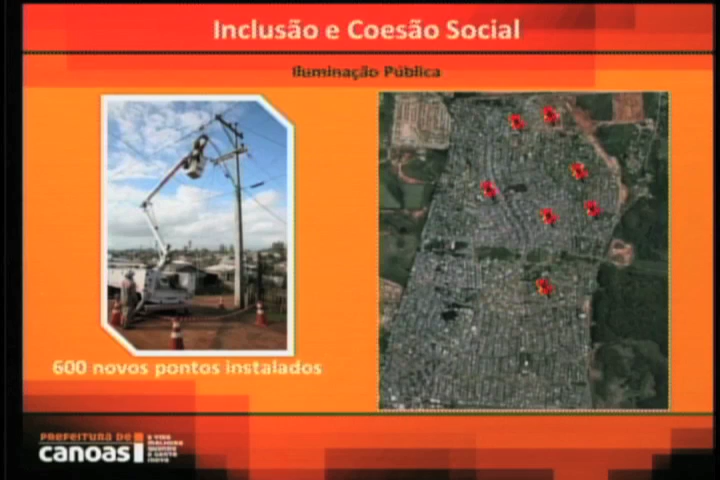 Inclusão e Coesão Social
Iluminação Pública
600 novos pontos instalados
PREFEITURA DE
canoas